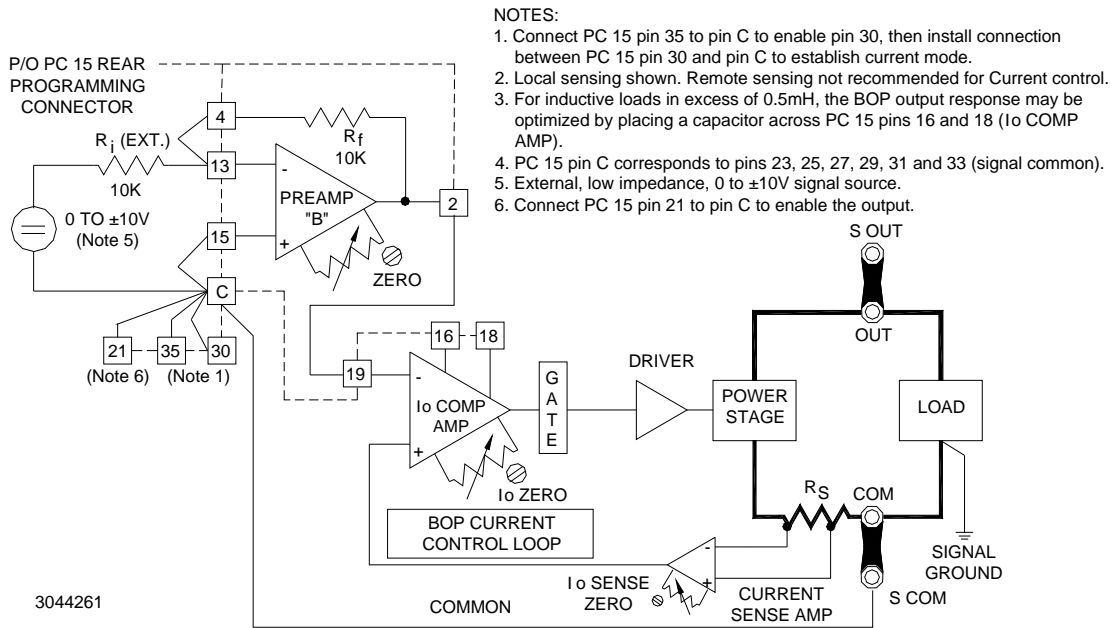 NOTES:
1. Connect PC 15 pin 35 to pin C to enable pin 30, then install connection
between PC 15 pin 30 and pin C to establish current mode.
2. Local sensing shown. Remote sensing not recommended for Current control.
3. For inductive loads in excess of 0.5mH, the BOP output response may be
optimized by placing a capacitor across PC 15 pins 16 and 18 (Io COMP
AMP).
4. PC 15 pin C corresponds to pins 23, 25, 27, 29, 31 and 33 (signal common).
5. External, low impedance, 0 to ±10V signal source.
6. Connect PC 15 pin 21 to pin C to enable the output.
P/O PC 15 REAR
PROGRAMMING
CONNECTOR
4
Rf
10K
Ri (EXT.)
10K
13
-
PREAMP
"B"
+
2
0 TO ±10V
(Note 5)
15
ZERO
C
21
35
30
(Note 6)
(Note 1)
16
18
19
-
Io COMP
AMP
+
Io ZERO
GATE
DRIVER
POWER
STAGE
S OUT
OUT
LOAD
RS
COM
SIGNAL
GROUND
S COM
BOP CURRENT
CONTROL LOOP
-
+
Io SENSE
ZERO
CURRENT
SENSE AMP
COMMON
3044261